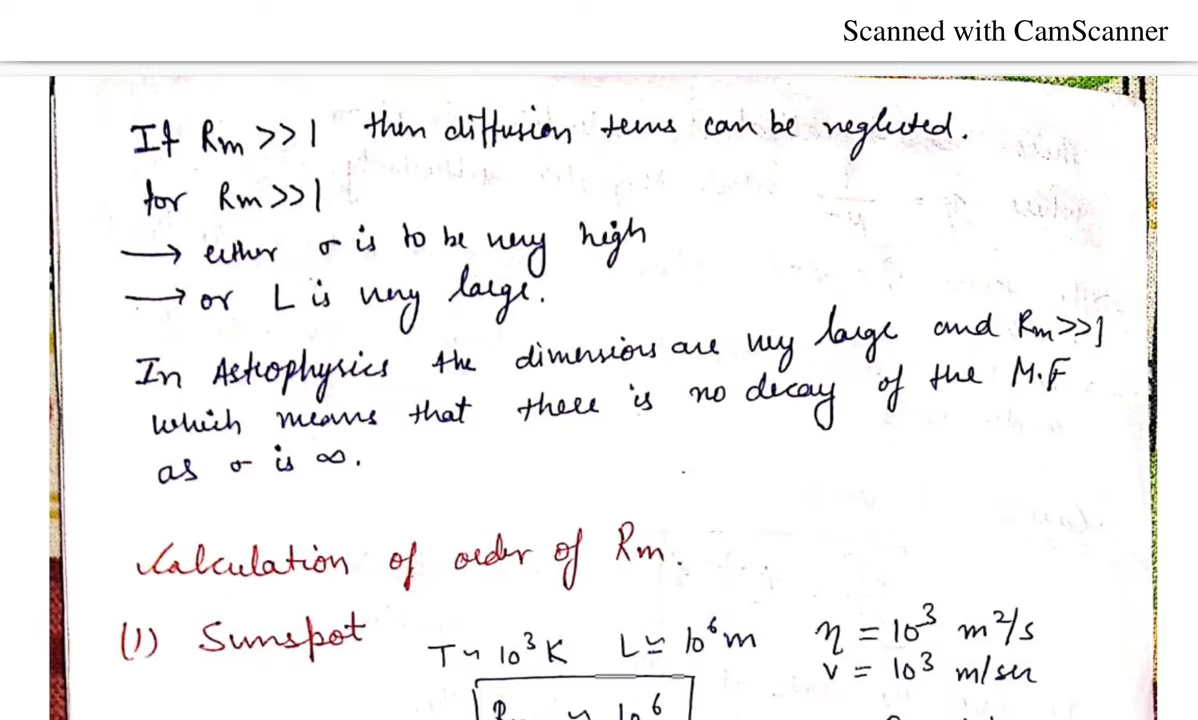 Scanned with CamScanner
If Rm >> 1 then diffusion terms can be neglected.
for Rm >> 1
→ either σ is to be very high
→ or L is very large.
In Astrophysics the dimensions are very large and Rm >> 1
which means that there is no decay of the M.F
as σ is ∞.
Calculation of order of Rm.
(1) Sunspot T ~ 10³ K L ≃ 10⁶ m η = 10³ m²/s
v = 10³ m/sec